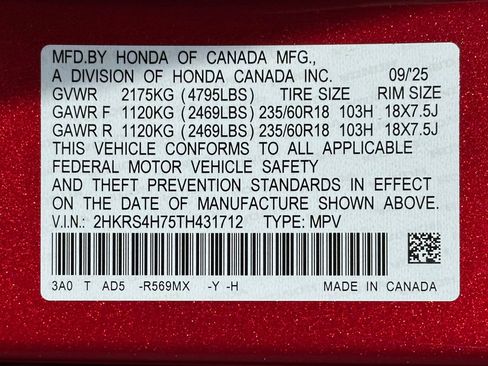 MFD.BY HONDA OF CANADA MFG.,
A DIVISION OF HONDA CANADA INC. 09/'25
GVWR 2175KG (4795LBS) TIRE SIZE RIM SIZE
GAWR F 1120KG (2469LBS) 235/60R18 103H 18X7.5J
GAWR R 1120KG (2469LBS) 235/60R18 103H 18X7.5J
THIS VEHICLE CONFORMS TO ALL APPLICABLE
FEDERAL MOTOR VEHICLE SAFETY
AND THEFT PREVENTION STANDARDS IN EFFECT
ON THE DATE OF MANUFACTURE SHOWN ABOVE.
V.I.N.: 2HKRS4H75TH431712 TYPE: MPV
3A0 T AD5 -R569MX -Y -H MADE IN CANADA